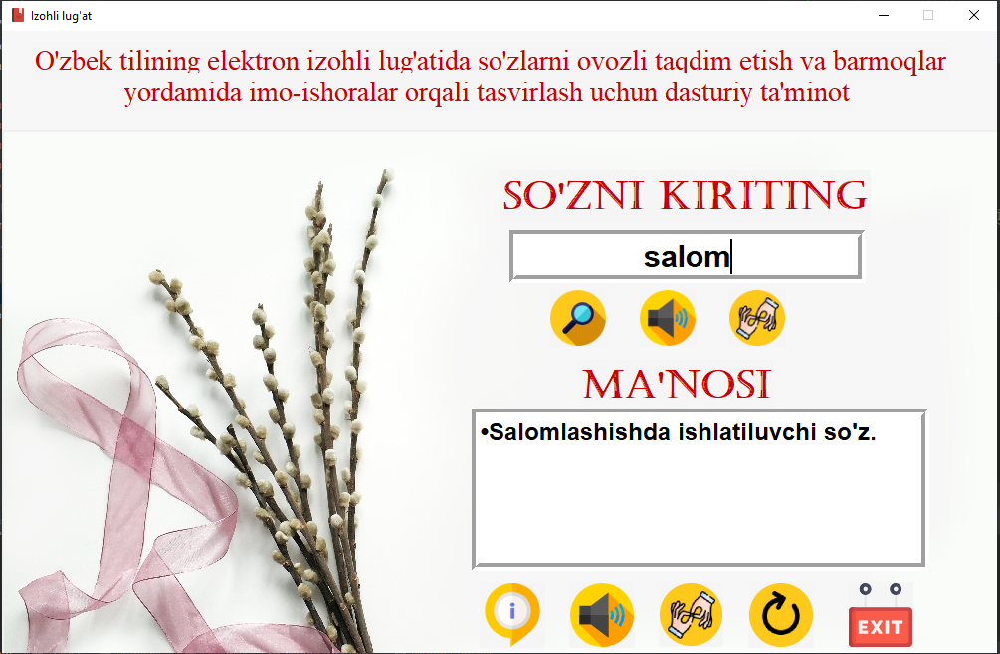 Izohli lug'at
O'zbek tilining elektron izohli lug'atida so'zlarni ovozli taqdim etish va barmoqlar
yordamida imo-ishoralar orqali tasvirlash uchun dasturiy ta'minot
SO'ZNI KIRITING
salom
MA'NOSI
•Salomlashishda ishlatiluvchi so'z.
i
EXIT